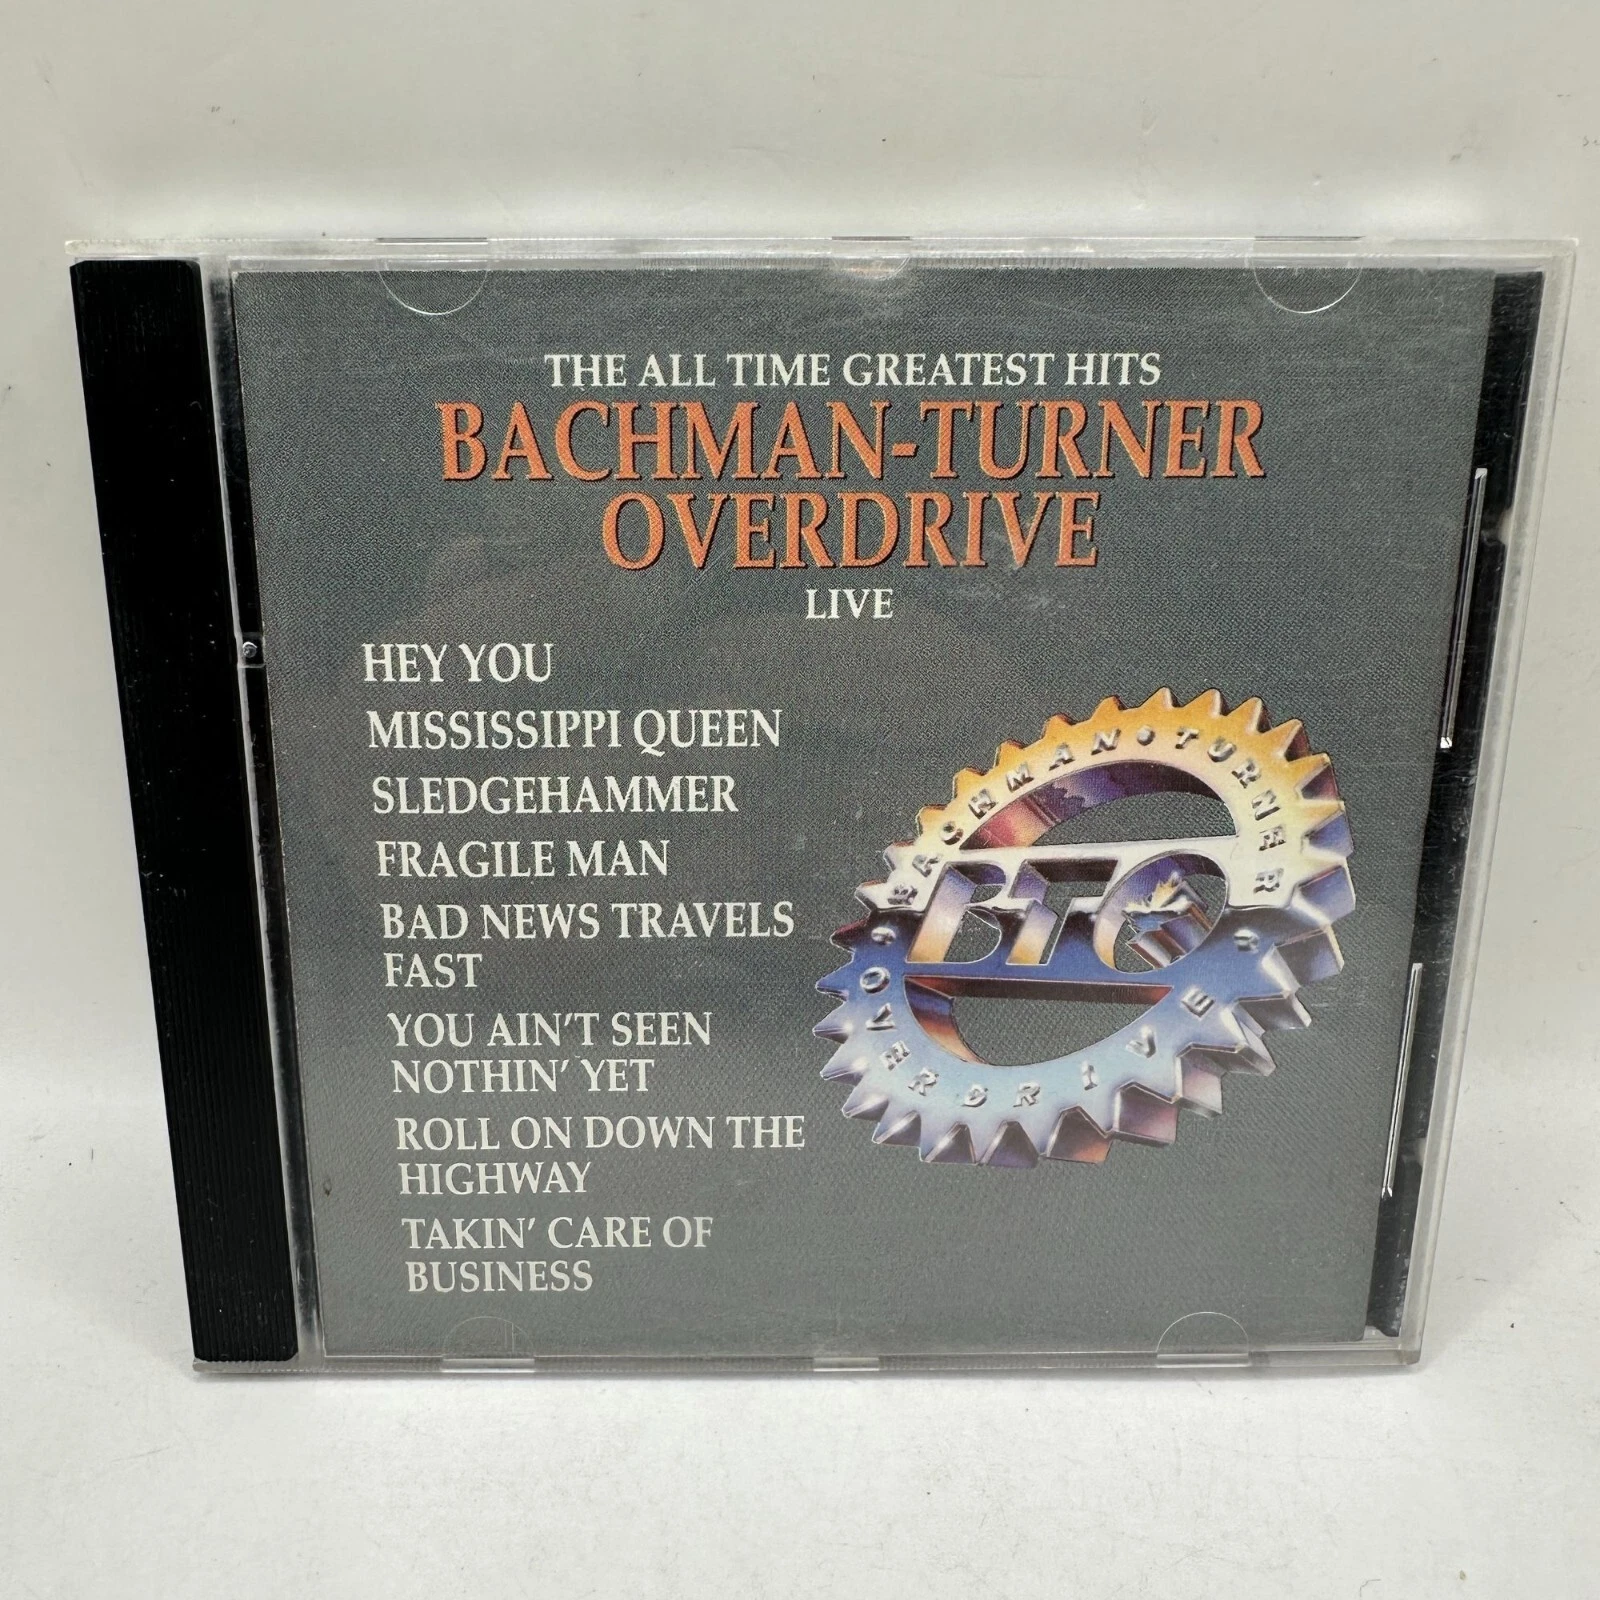 THE ALL TIME GREATEST HITS
BACHMAN-TURNER
OVERDRIVE
LIVE
HEY YOU
MISSISSIPPI QUEEN
SLEDGEHAMMER
FRAGILE MAN
BAD NEWS TRAVELS
FAST
YOU AIN'T SEEN
NOTHIN' YET
ROLL ON DOWN THE
HIGHWAY
TAKIN' CARE OF
BUSINESS
BACHMAN • TURNER
BTO
OVERDRIVE